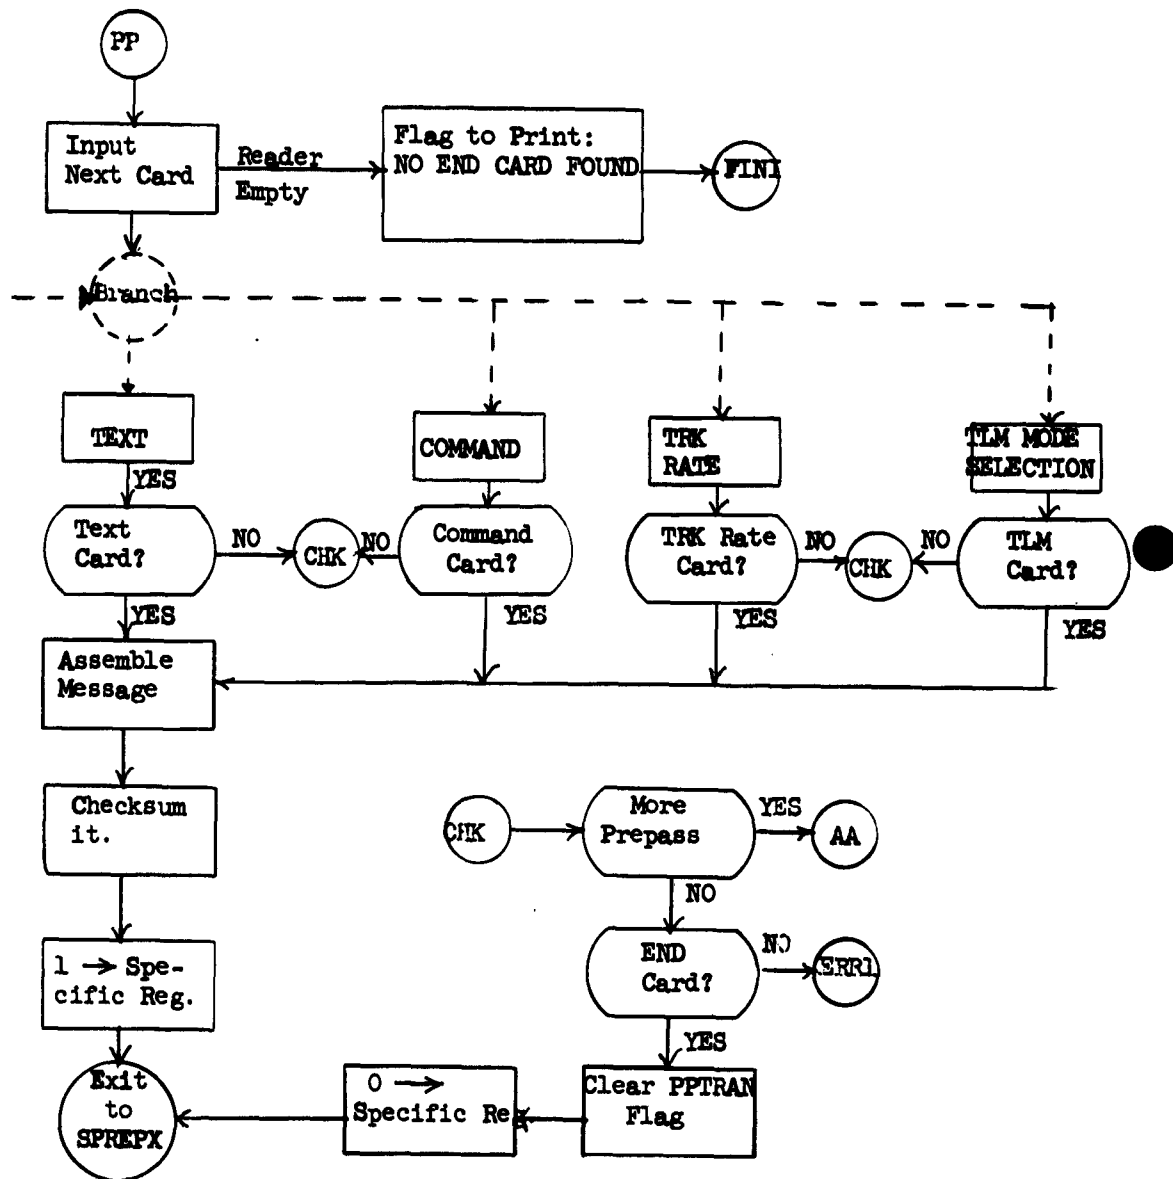 PP
Input
Next Card
Reader
Empty
Flag to Print:
NO END CARD FOUND
FINI
Branch
TEXT
COMMAND
TRK
RATE
TLM MODE
SELECTION
YES
Text
Card?
NO
CHK
NO
Command
Card?
TRK Rate
Card?
NO
CHK
NO
TLM
Card?
YES
YES
YES
YES
Assemble
Message
Checksum
it.
CHK
More
Prepass
YES
AA
NO
1 → Spe-
cific Reg.
END
Card?
NO
ERR1
YES
Exit
to
SPREPX
0 →
Specific Re
Clear PPTRAN
Flag